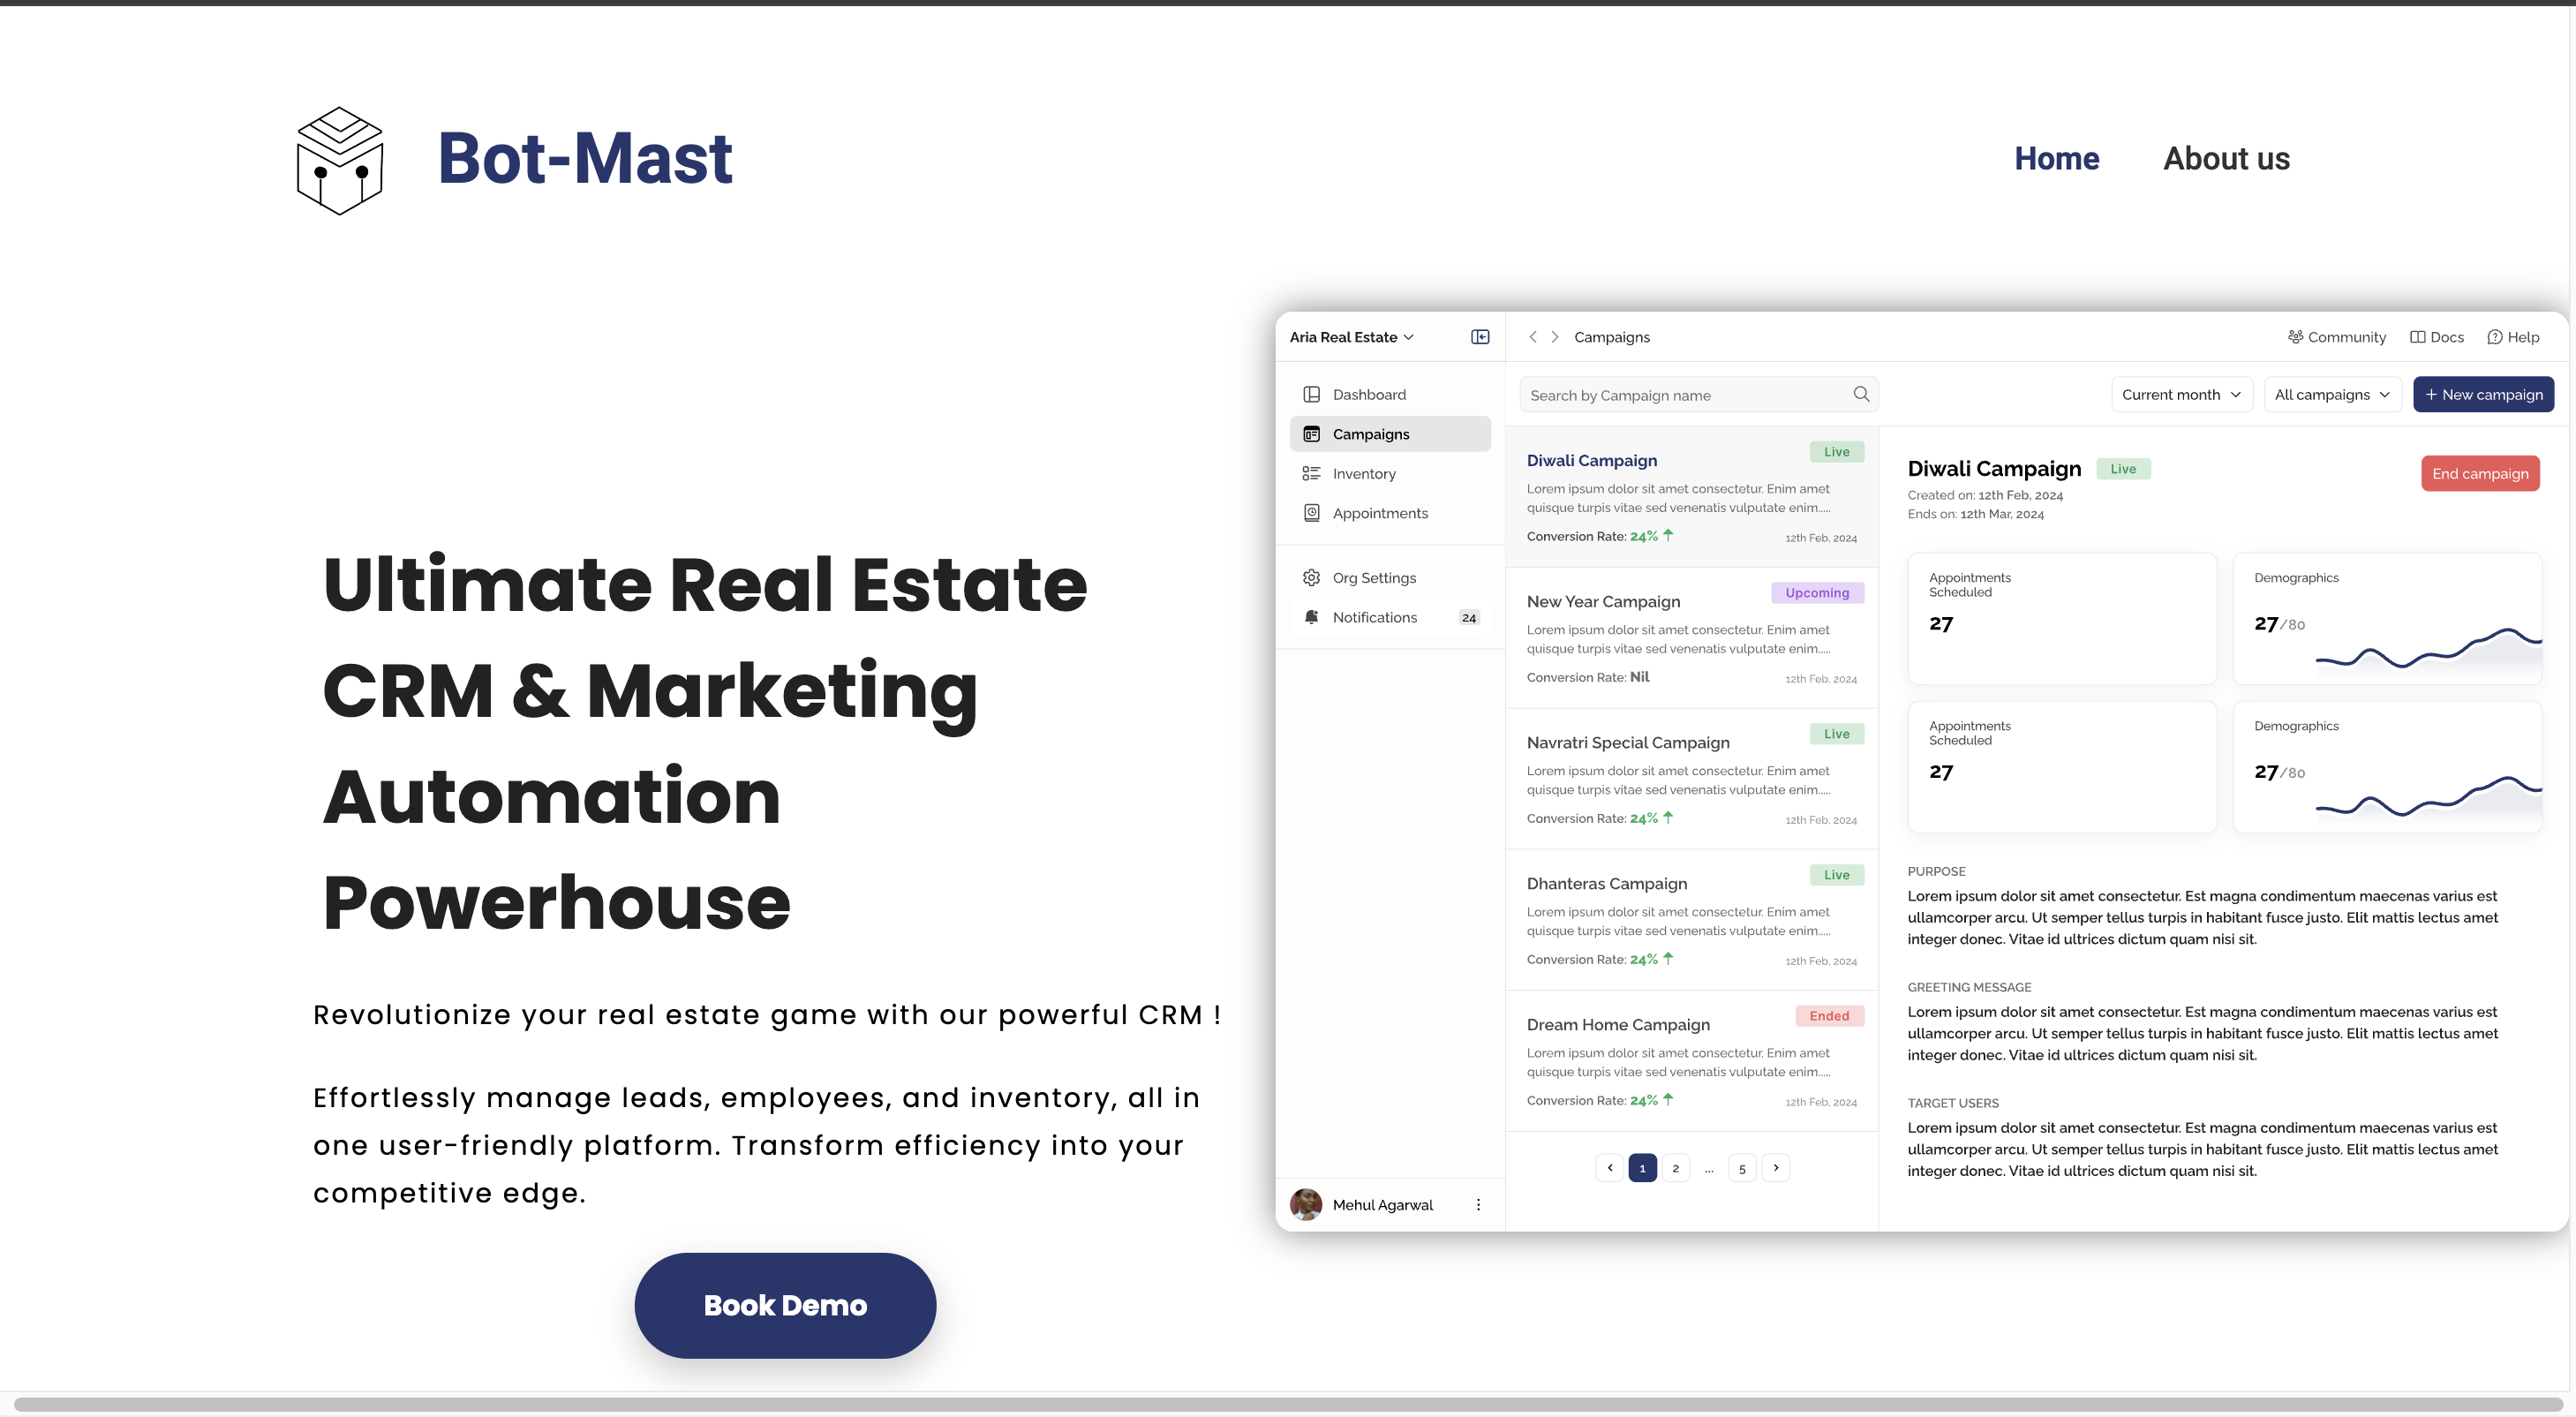 Bot-Mast
Home
About us
Ultimate Real Estate
CRM & Marketing
Automation
Powerhouse
Revolutionize your real estate game with our powerful CRM !
Effortlessly manage leads, employees, and inventory, all in
one user-friendly platform. Transform efficiency into your
competitive edge.
Book Demo
Aria Real Estate
Dashboard
Campaigns
Inventory
Appointments
Org Settings
Notifications 24
Mehul Agarwal
Campaigns
Community
Docs
Help
Search by Campaign name
Current month
All campaigns
+ New campaign
Diwali Campaign
Live
Lorem ipsum dolor sit amet consectetur. Enim amet
quisque turpis vitae sed venenatis vulputate enim.....
Conversion Rate: 24%
12th Feb, 2024
New Year Campaign
Upcoming
Lorem ipsum dolor sit amet consectetur. Enim amet
quisque turpis vitae sed venenatis vulputate enim.....
Conversion Rate: Nil
12th Feb, 2024
Navratri Special Campaign
Live
Lorem ipsum dolor sit amet consectetur. Enim amet
quisque turpis vitae sed venenatis vulputate enim.....
Conversion Rate: 24%
12th Feb, 2024
Dhanteras Campaign
Live
Lorem ipsum dolor sit amet consectetur. Enim amet
quisque turpis vitae sed venenatis vulputate enim.....
Conversion Rate: 24%
12th Feb, 2024
Dream Home Campaign
Ended
Lorem ipsum dolor sit amet consectetur. Enim amet
quisque turpis vitae sed venenatis vulputate enim.....
Conversion Rate: 24%
12th Feb, 2024
1 2 ... 5
Diwali Campaign
Live
End campaign
Created on: 12th Feb, 2024
Ends on: 12th Mar, 2024
Appointments
Scheduled
27
Demographics
27/80
Appointments
Scheduled
27
Demographics
27/80
PURPOSE
Lorem ipsum dolor sit amet consectetur. Est magna condimentum maecenas varius est
ullamcorper arcu. Ut semper tellus turpis in habitant fusce justo. Elit mattis lectus amet
integer donec. Vitae id ultrices dictum quam nisi sit.
GREETING MESSAGE
Lorem ipsum dolor sit amet consectetur. Est magna condimentum maecenas varius est
ullamcorper arcu. Ut semper tellus turpis in habitant fusce justo. Elit mattis lectus amet
integer donec. Vitae id ultrices dictum quam nisi sit.
TARGET USERS
Lorem ipsum dolor sit amet consectetur. Est magna condimentum maecenas varius est
ullamcorper arcu. Ut semper tellus turpis in habitant fusce justo. Elit mattis lectus amet
integer donec. Vitae id ultrices dictum quam nisi sit.